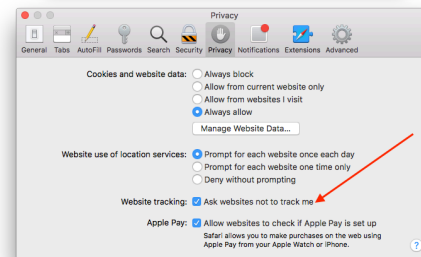 Privacy
General Tabs AutoFill Passwords Search Security Privacy Notifications Extensions Advanced
Cookies and website data: Always block
Allow from current website only
Allow from websites I visit
Always allow
Manage Website Data...
Website use of location services: Prompt for each website once each day
Prompt for each website one time only
Deny without prompting
Website tracking: Ask websites not to track me
Apple Pay: Allow websites to check if Apple Pay is set up
Safari allows you to make purchases on the web using
Apple Pay from your Apple Watch or iPhone.
?